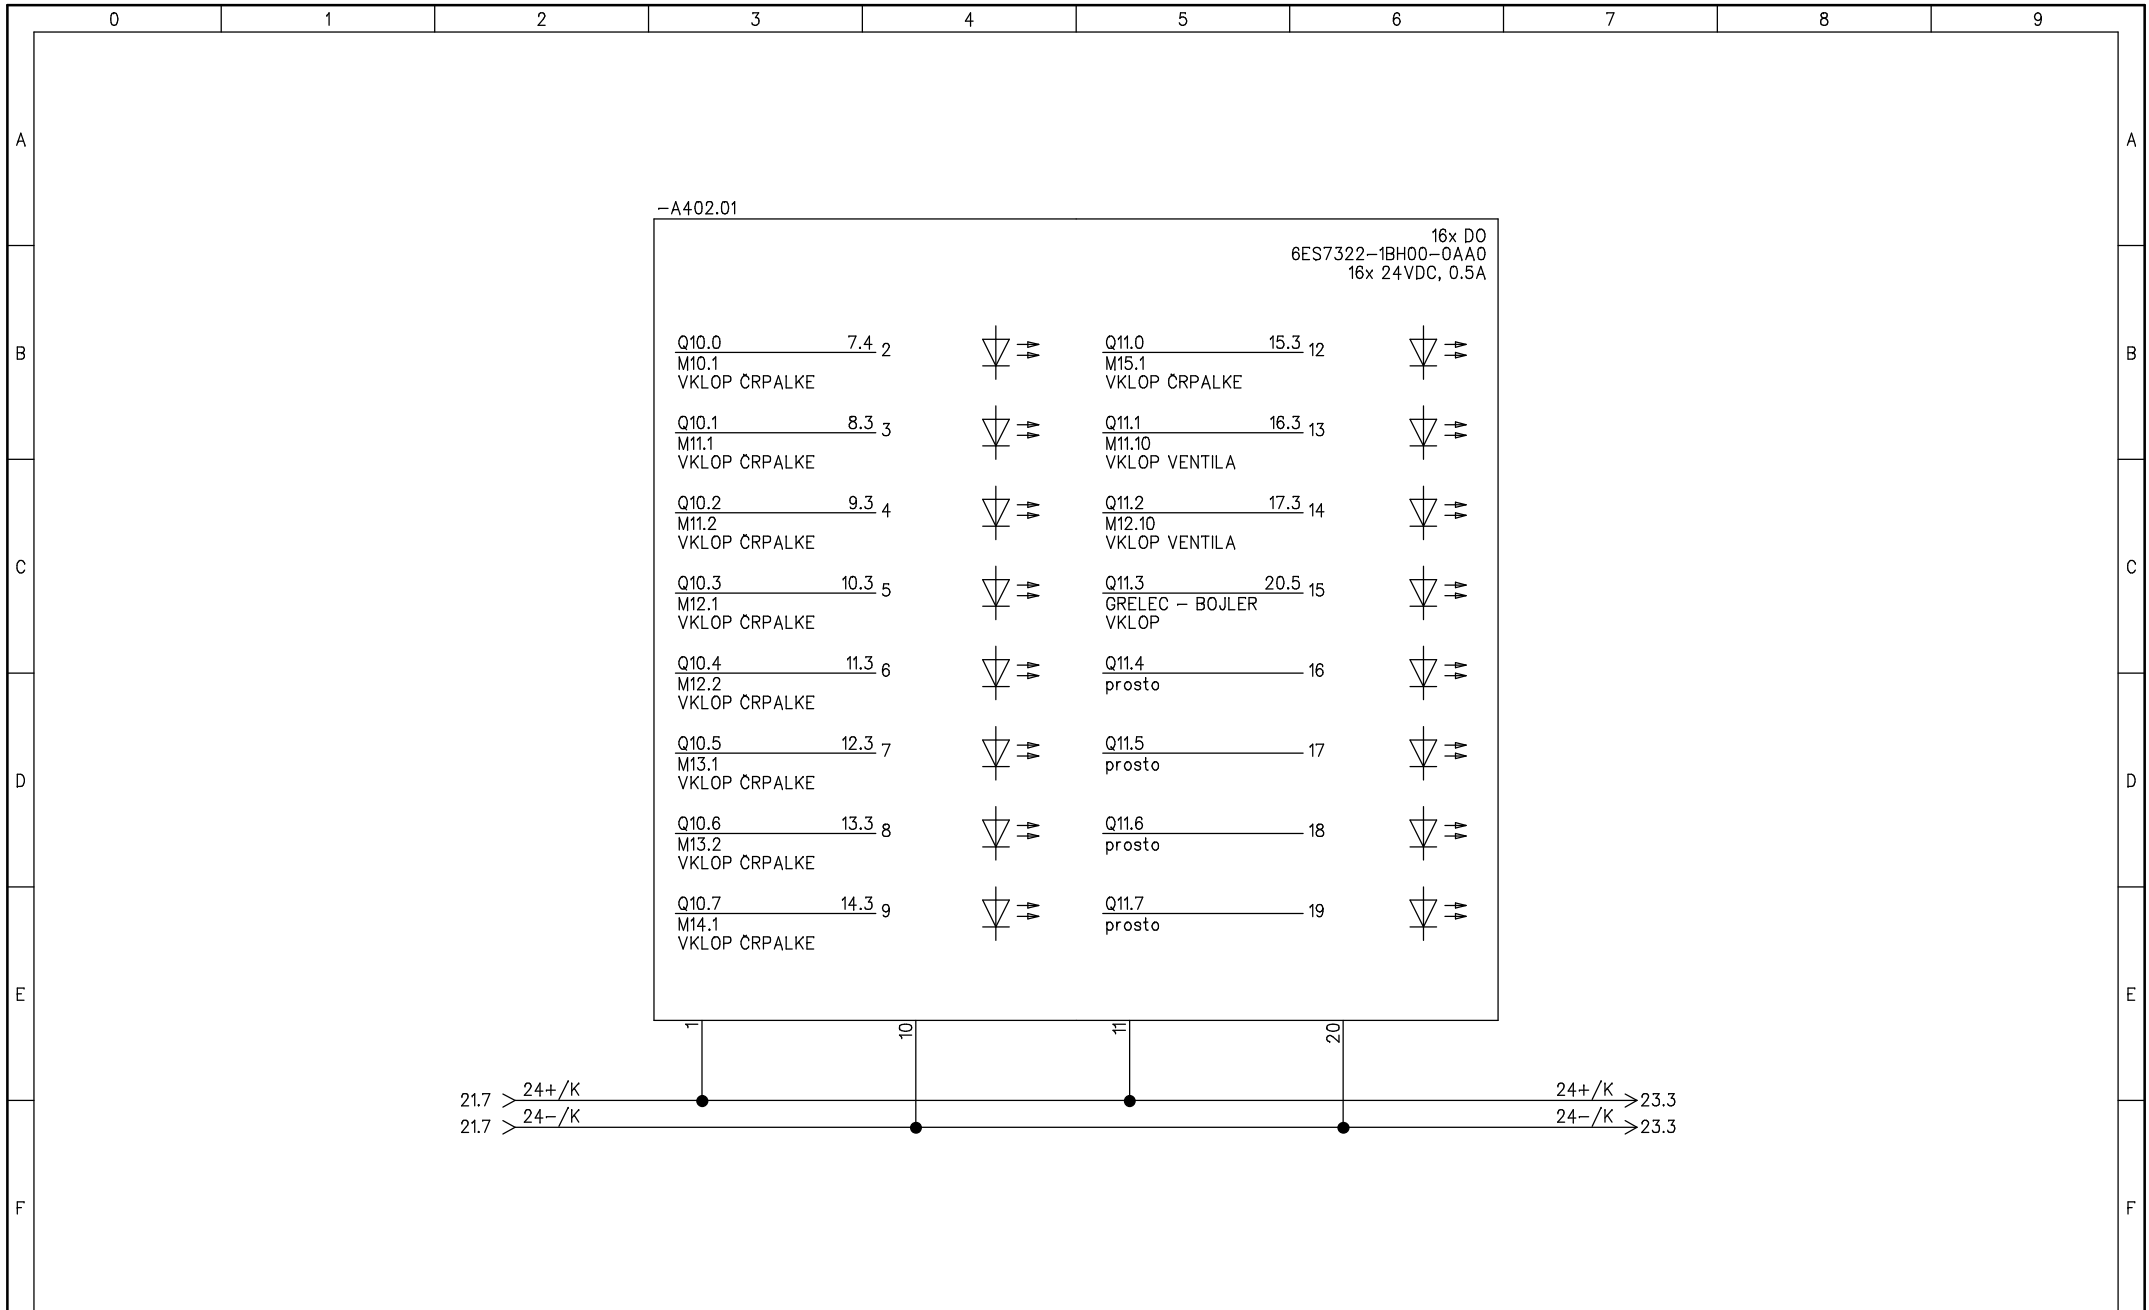 0 1 2 3 4 5 6 7 8 9
A A
-A402.01
16x DO
6ES7322-1BH00-0AA0
16x 24VDC, 0.5A
B B
Q10.0 7.4 2
M10.1
VKLOP ČRPALKE
Q10.1 8.3 3
M11.1
VKLOP ČRPALKE
Q10.2 9.3 4
M11.2
VKLOP ČRPALKE
Q10.3 10.3 5
M12.1
VKLOP ČRPALKE
Q10.4 11.3 6
M12.2
VKLOP ČRPALKE
Q10.5 12.3 7
M13.1
VKLOP ČRPALKE
Q10.6 13.3 8
M13.2
VKLOP ČRPALKE
Q10.7 14.3 9
M14.1
VKLOP ČRPALKE
Q11.0 15.3 12
M15.1
VKLOP ČRPALKE
Q11.1 16.3 13
M11.10
VKLOP VENTILA
Q11.2 17.3 14
M12.10
VKLOP VENTILA
Q11.3 20.5 15
GRELEC - BOJLER
VKLOP
Q11.4 16
prosto
Q11.5 17
prosto
Q11.6 18
prosto
Q11.7 19
prosto
C C
D D
E E
1 10 11 20
21.7 24+/K 24+/K 23.3
21.7 24-/K 24-/K 23.3
F F